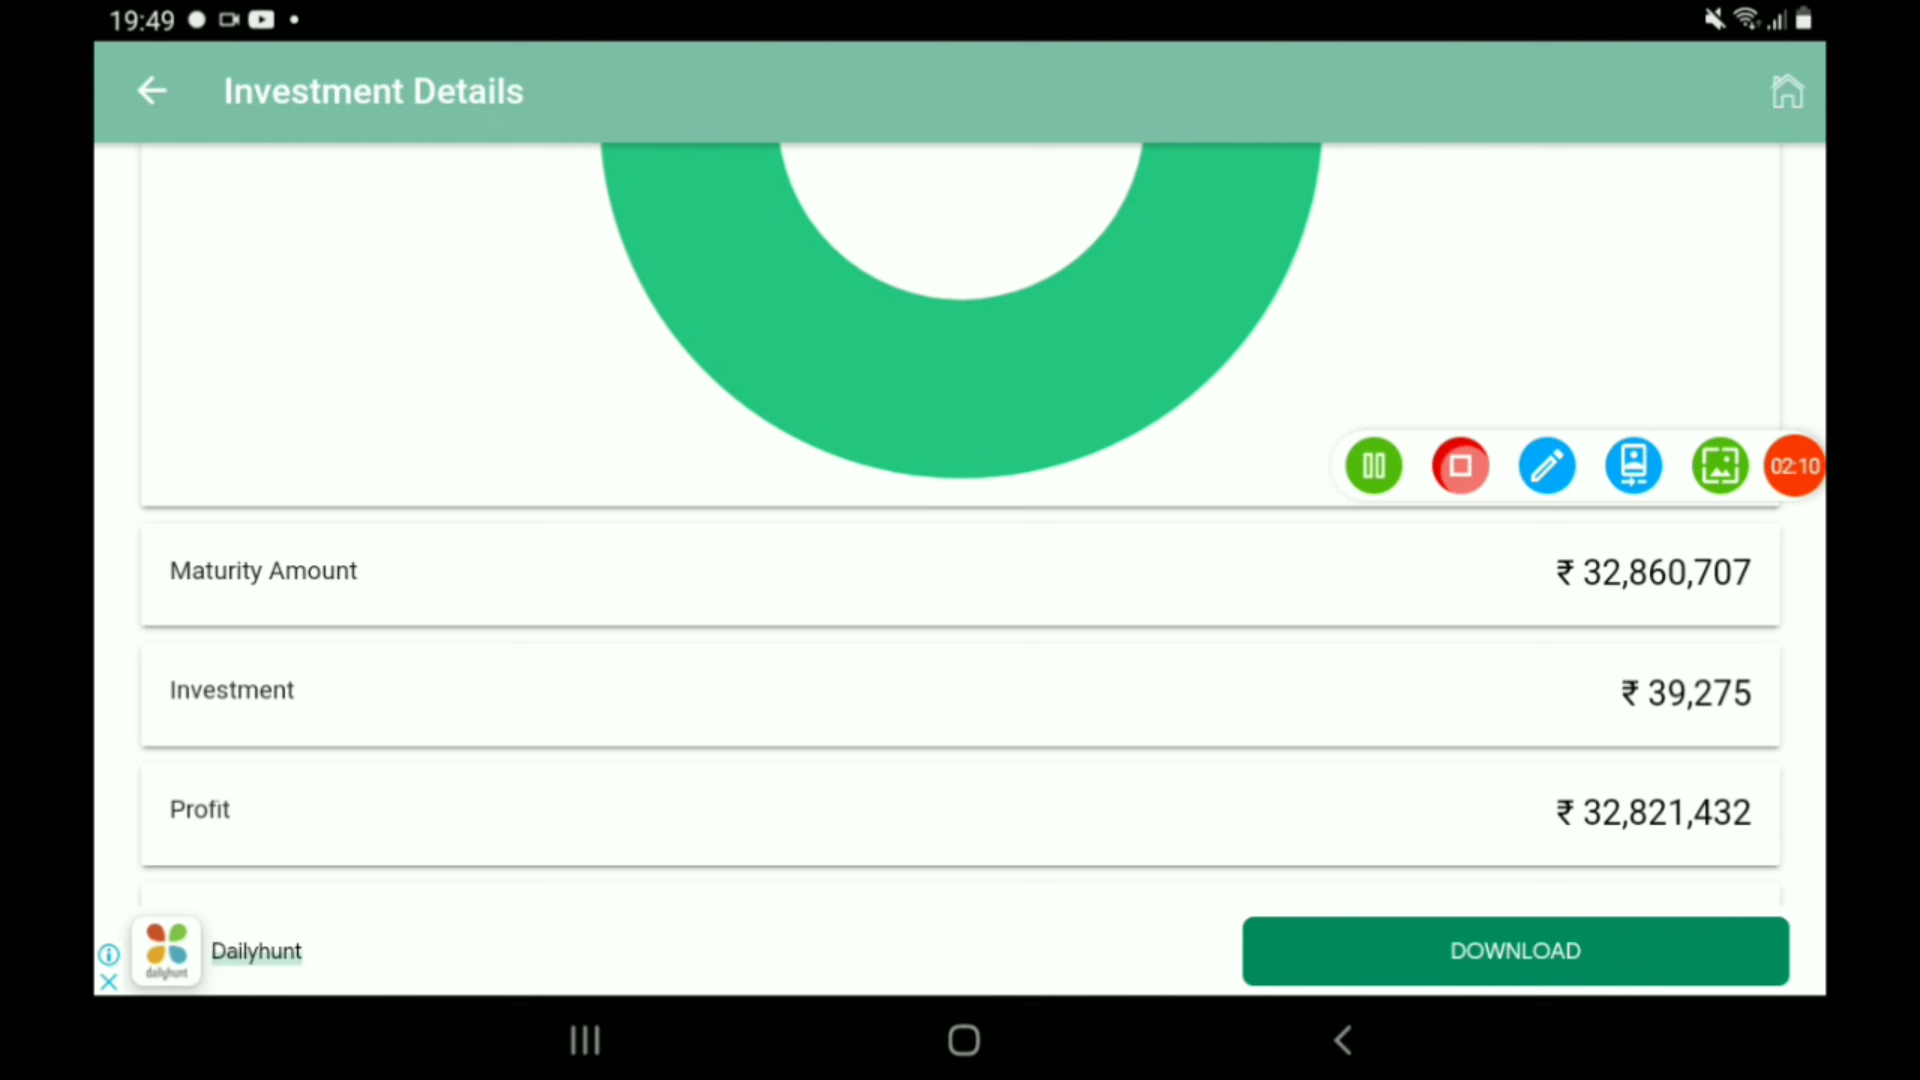 19:49
Investment Details
02:10
Maturity Amount
₹ 32,860,707
Investment
₹ 39,275
Profit
₹ 32,821,432
dailyhunt
Dailyhunt
DOWNLOAD